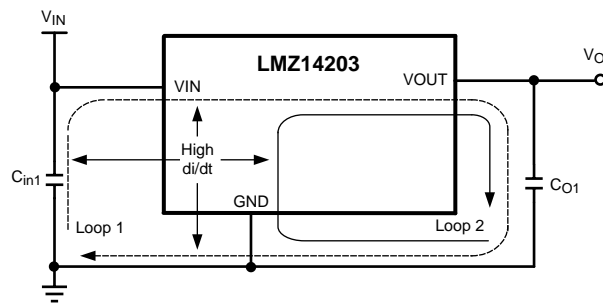 VIN
LMZ14203
VIN
VOUT
VO
High
di/dt
Cin1
CO1
GND
Loop 1
Loop 2